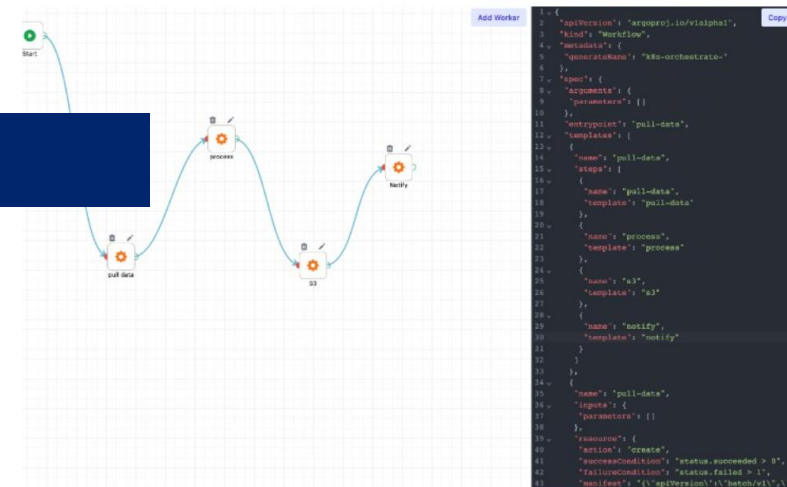 Add Worker
Start
process
Notify
pull data
S3
Copy
1 {
2 "apiVersion": "argoproj.io/v1alpha1",
3 "kind": "Workflow",
4 "metadata": {
5 "generateName": "k8s-orchestrate-"
6 },
7 "spec": {
8 "arguments": {
9 "parameters": []
10 },
11 "entrypoint": "pull-data",
12 "templates": [
13 {
14 "name": "pull-data",
15 "steps": [
16 {
17 "name": "pull-data",
18 "template": "pull-data"
19 },
20 {
21 "name": "process",
22 "template": "process"
23 },
24 {
25 "name": "s3",
26 "template": "s3"
27 },
28 {
29 "name": "notify",
30 "template": "notify"
31 }
32 ]
33 },
34 {
35 "name": "pull-data",
36 "inputs": {
37 "parameters": []
38 },
39 "resource": {
40 "action": "create",
41 "successCondition": "status.succeeded > 0",
42 "failureCondition": "status.failed > 1",
43 "manifest": "{\"apiVersion\":\"batch/v1\",\